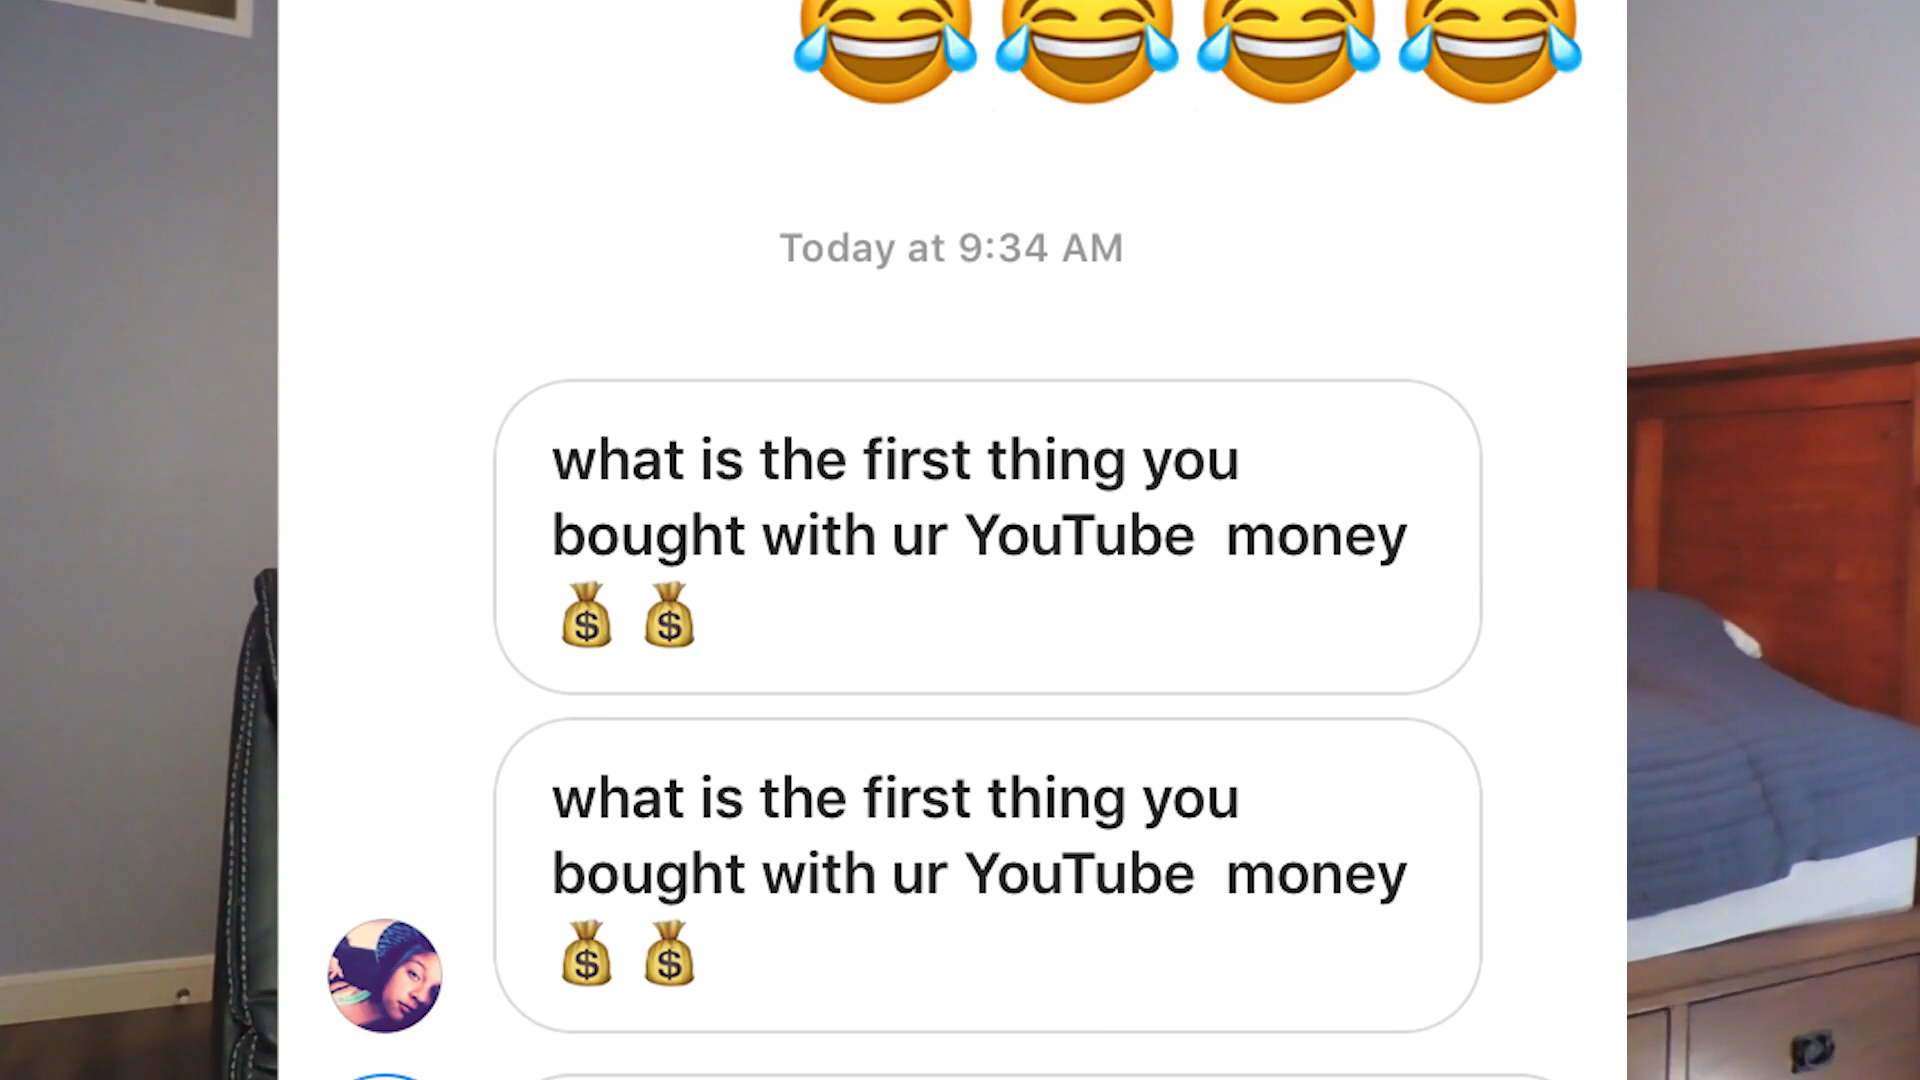 😂😂😂😂
Today at 9:34 AM
what is the first thing you
bought with ur YouTube  money
💰 💰
what is the first thing you
bought with ur YouTube  money
💰 💰